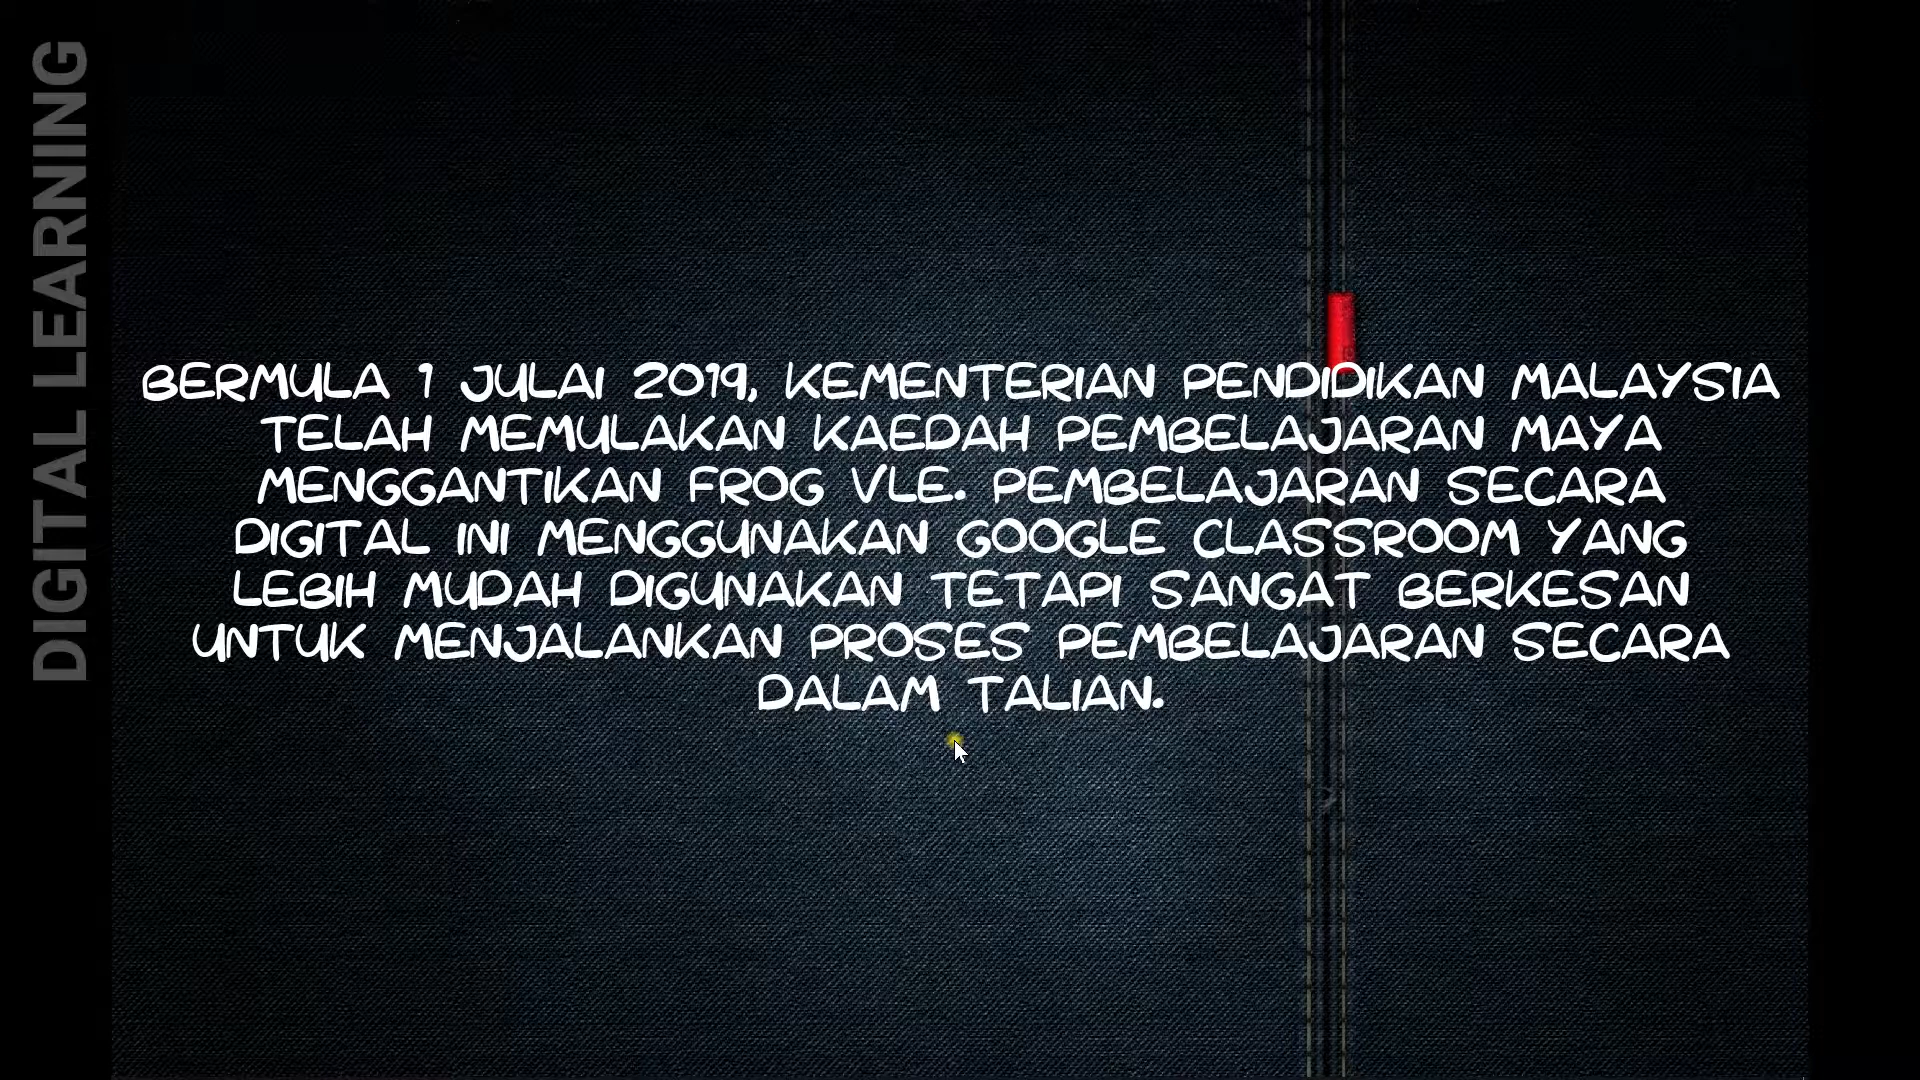 DIGITAL LEARNING
BERMULA 1 JULAI 2019, KEMENTERIAN PENDIDIKAN MALAYSIA
TELAH MEMULAKAN KAEDAH PEMBELAJARAN MAYA
MENGGANTIKAN FROG VLE. PEMBELAJARAN SECARA
DIGITAL INI MENGGUNAKAN GOOGLE CLASSROOM YANG
LEBIH MUDAH DIGUNAKAN TETAPI SANGAT BERKESAN
UNTUK MENJALANKAN PROSES PEMBELAJARAN SECARA
DALAM TALIAN.